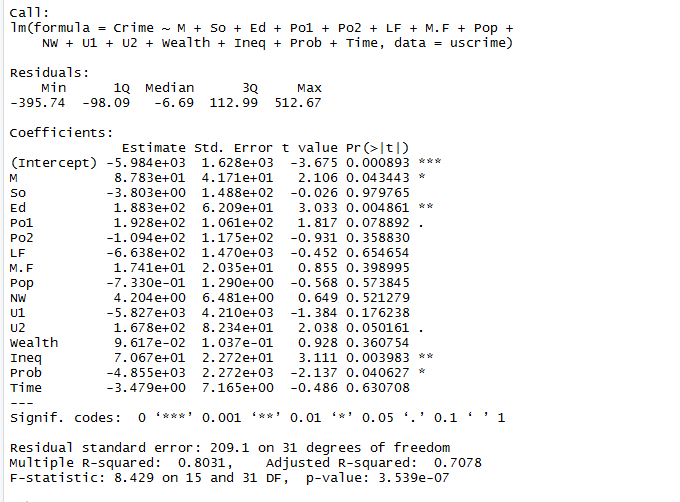 Call:
lm(formula = Crime ~ M + So + Ed + Po1 + Po2 + LF + M.F + Pop +
    NW + U1 + U2 + Wealth + Ineq + Prob + Time, data = uscrime)
Residuals:
    Min      1Q  Median      3Q     Max
-395.74  -98.09   -6.69  112.99  512.67
Coefficients:
              Estimate Std. Error t value Pr(>|t|)
(Intercept) -5.984e+03  1.628e+03  -3.675 0.000893 ***
M            8.783e+01  4.171e+01   2.106 0.043443 *
So          -3.803e+00  1.488e+02  -0.026 0.979765
Ed           1.883e+02  6.209e+01   3.033 0.004861 **
Po1          1.928e+02  1.061e+02   1.817 0.078892 .
Po2         -1.094e+02  1.175e+02  -0.931 0.358830
LF          -6.638e+02  1.470e+03  -0.452 0.654654
M.F          1.741e+01  2.035e+01   0.855 0.398995
Pop         -7.330e-01  1.290e+00  -0.568 0.573845
NW           4.204e+00  6.481e+00   0.649 0.521279
U1          -5.827e+03  4.210e+03  -1.384 0.176238
U2           1.678e+02  8.234e+01   2.038 0.050161 .
Wealth       9.617e-02  1.037e-01   0.928 0.360754
Ineq         7.067e+01  2.272e+01   3.111 0.003983 **
Prob        -4.855e+03  2.272e+03  -2.137 0.040627 *
Time        -3.479e+00  7.165e+00  -0.486 0.630708
---
Signif. codes:  0 ‘***’ 0.001 ‘**’ 0.01 ‘*’ 0.05 ‘.’ 0.1 ‘ ’ 1
Residual standard error: 209.1 on 31 degrees of freedom
Multiple R-squared:  0.8031,    Adjusted R-squared:  0.7078
F-statistic: 8.429 on 15 and 31 DF,  p-value: 3.539e-07